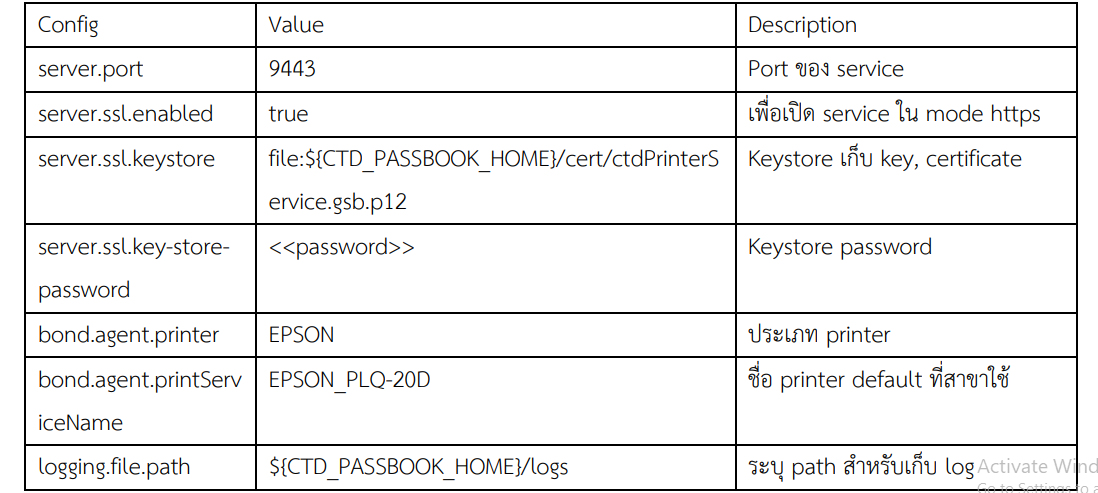 Config Value Description
server.port 9443 Port ของ service
server.ssl.enabled true เพื่อเปิด service ใน mode https
server.ssl.keystore file:${CTD_PASSBOOK_HOME}/cert/ctdPrinterS Keystore เก็บ key, certificate
ervice.gsb.p12
server.ssl.key-store- <<password>> Keystore password
password
bond.agent.printer EPSON ประเภท printer
bond.agent.printServ EPSON_PLQ-20D ชื่อ printer default ที่สาขาใช้
iceName
logging.file.path ${CTD_PASSBOOK_HOME}/logs ระบุ path สำหรับเก็บ log
Activate Wind
Go to Settings to a